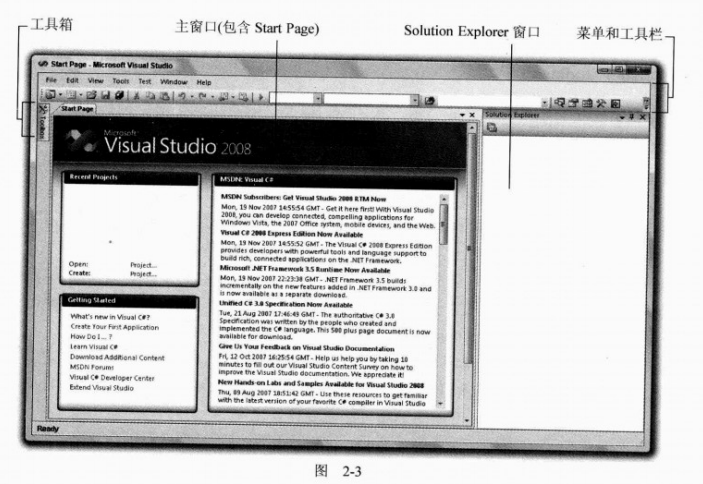 工具箱
主窗口(包含 Start Page)
Solution Explorer 窗口
菜单和工具栏
Start Page - Microsoft Visual Studio
File Edit View Tools Test Window Help
Toolbox
Start Page
Solution Explorer
Microsoft
Visual Studio 2008
Recent Projects
Open: Project...
Create: Project...
Getting Started
What's new in Visual C#?
Create Your First Application
How Do I ... ?
Learn Visual C#
Download Additional Content
MSDN Forums
Visual C# Developer Center
Extend Visual Studio
MSDN: Visual C#
MSDN Subscribers: Get Visual Studio 2008 RTM Now
Mon, 19 Nov 2007 14:55:54 GMT - Get it here first! With Visual Studio
2008, you can develop connected, compelling applications for
Windows Vista, the 2007 Office system, mobile devices, and the Web.
Visual C# 2008 Express Edition Now Available
Mon, 19 Nov 2007 14:55:52 GMT - The Visual C# 2008 Express Edition
provides developers with powerful tools and language support to
build rich, connected applications on the .NET Framework.
Microsoft .NET Framework 3.5 Runtime Now Available
Mon, 19 Nov 2007 22:23:38 GMT - .NET Framework 3.5 builds
incrementally on the new features added in .NET Framework 3.0 and
is now available as a separate download.
Unified C# 3.0 Specification Now Available
Tue, 21 Aug 2007 17:46:49 GMT - The authoritative C# 3.0
Specification was written by the people who created and
implemented the C# language. This 500 plus page document is now
available for download.
Give Us Your Feedback on Visual Studio Documentation
Fri, 12 Oct 2007 16:25:54 GMT - Help us help you by taking 10
minutes to fill out our Visual Studio Content Survey on how to
improve the Visual Studio documentation. We appreciate it!
New Hands-on Labs and Samples Available for Visual Studio 2008
Thu, 09 Aug 2007 18:51:42 GMT - Use these resources to get familiar
with the latest version of your favorite C# compiler in Visual Studio
Ready
图 2-3